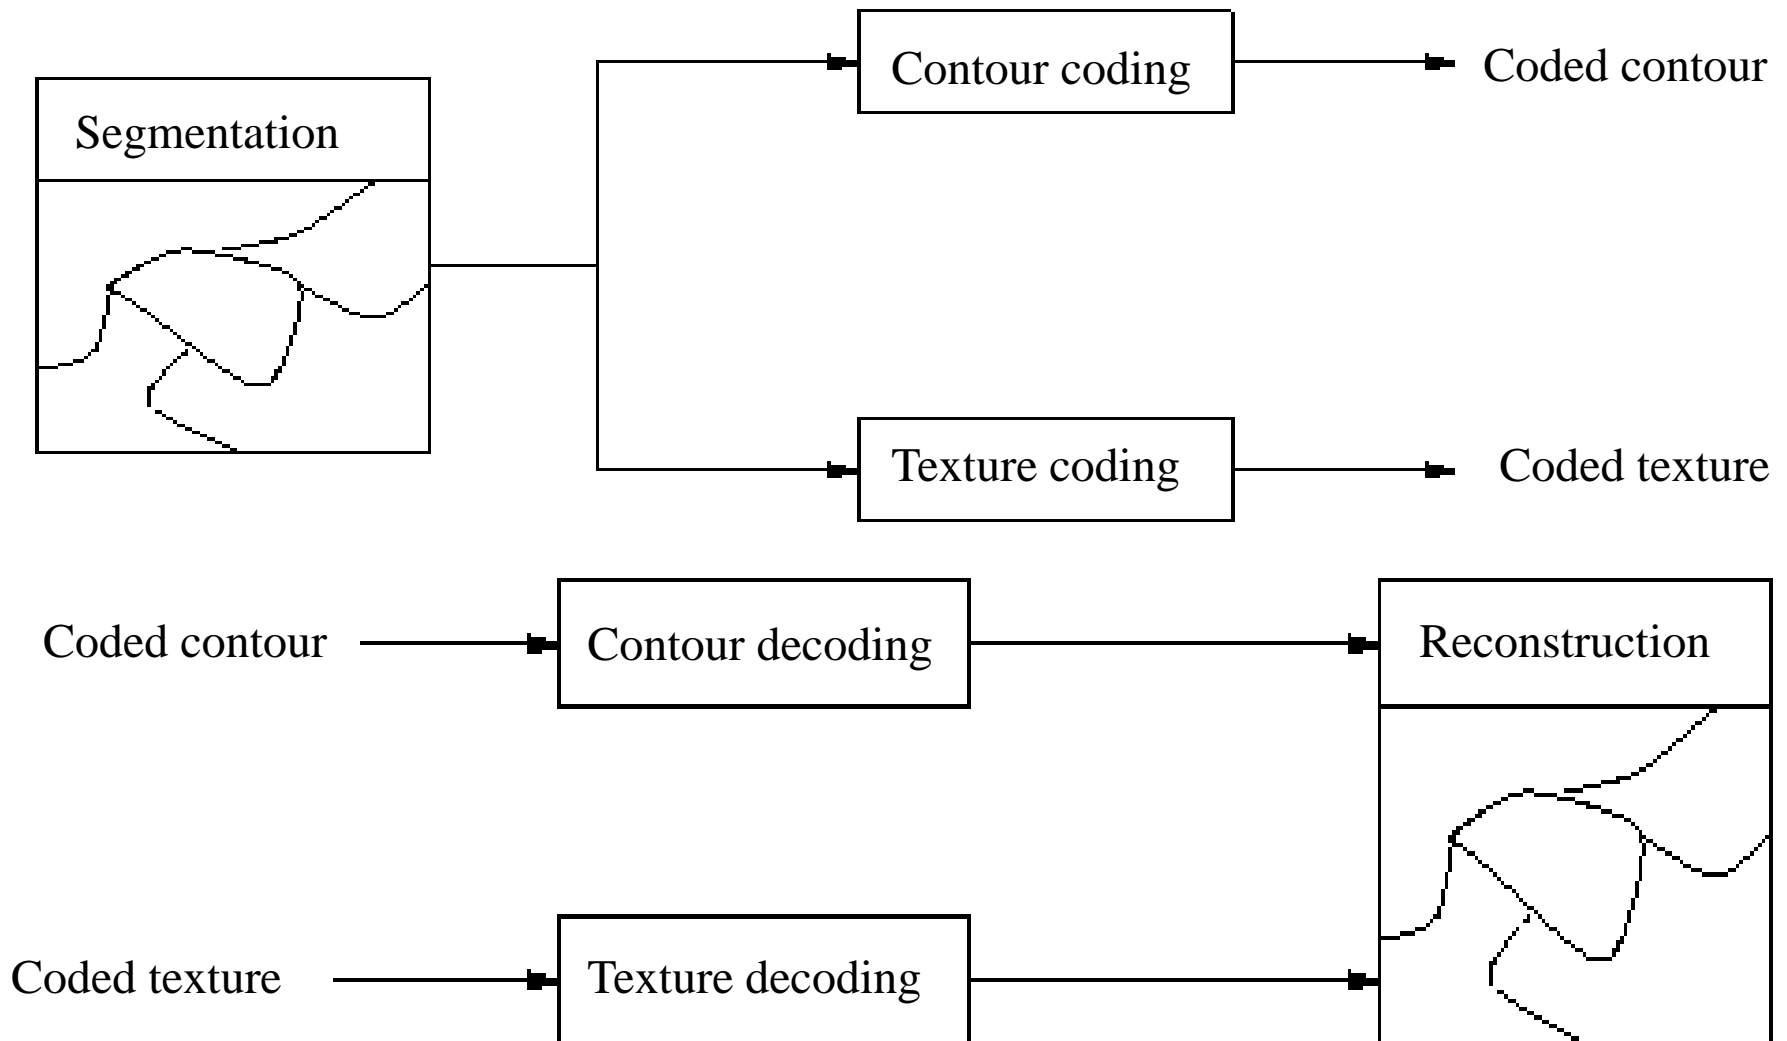 Contour coding
Coded contour
Segmentation
Texture coding
Coded texture
Coded contour
Contour decoding
Reconstruction
Coded texture
Texture decoding